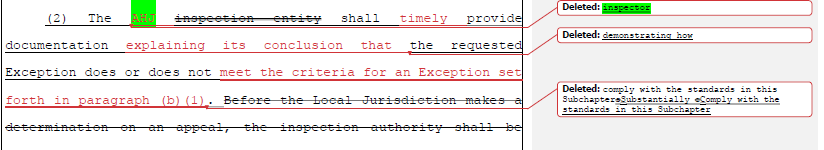 (2) The AHJ inspection entity shall timely provide
documentation explaining its conclusion that the requested
Exception does or does not meet the criteria for an Exception set
forth in paragraph (b)(1). Before the Local Jurisdiction makes a
determination on an appeal, the inspection authority shall be
Deleted: inspector
Deleted: demonstrating how
Deleted: comply with the standards in this
SubchaptereSubstantially eComply with the
standards in this Subchapter